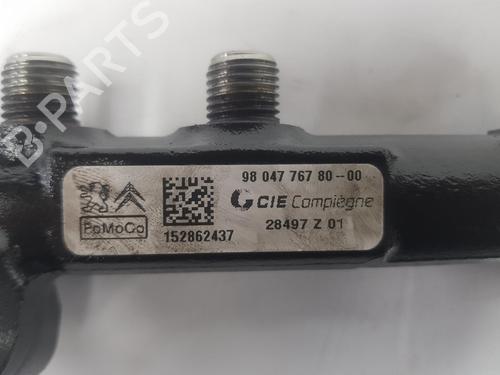 B-PARTS
98 047 767 80--00
CIE Compiègne
PoMoCo
152862437
28497 Z 01